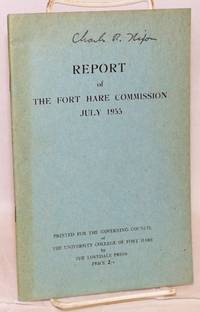 REPORT
of
THE FORT HARE COMMISSION
JULY 1955
PRINTED FOR THE GOVERNING COUNCIL
of
THE UNIVERSITY COLLEGE OF FORT HARE
by
THE LOVEDALE PRESS
PRICE 2/-